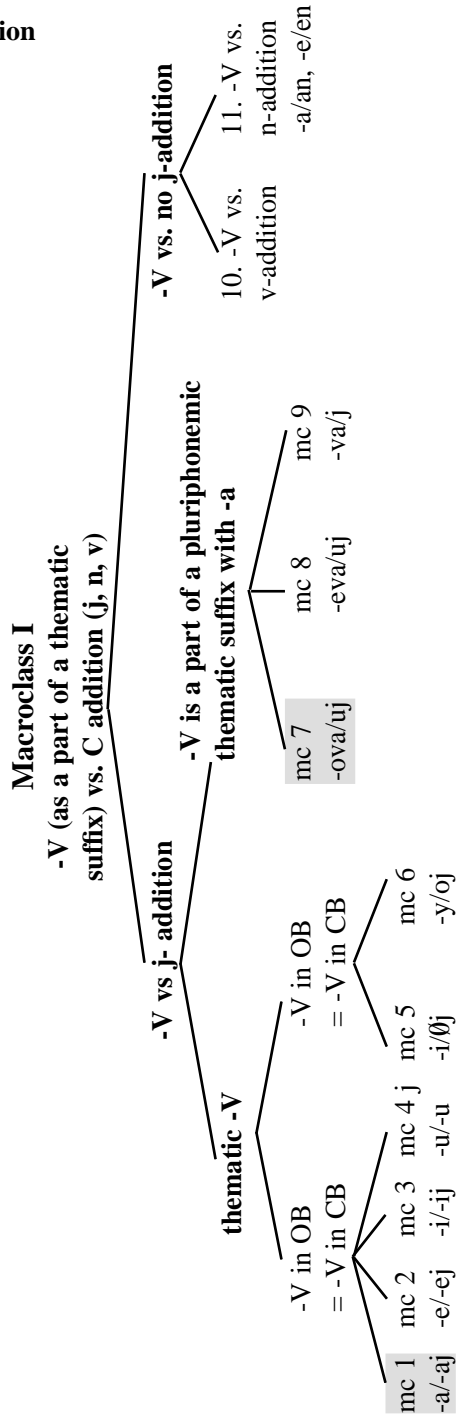 ion
Macroclass I
-V (as a part of a thematic
suffix) vs. C addition (j, n, v)
-V vs j- addition
-V vs. no j-addition
thematic -V
-V is a part of a pluriphonemic
thematic suffix with -a
10. -V vs.
v-addition
11. -V vs.
n-addition
-a/an, -e/en
-V in OB
= -V in CB
-V in OB
= -V in CB
mc 7
-ova/uj
mc 8
-eva/uj
mc 9
-va/j
mc 1
-a/-aj
mc 2
-e/-ej
mc 3
-i/-ij
mc 4 j
-u/-u
mc 5
-i/Øj
mc 6
-y/oj